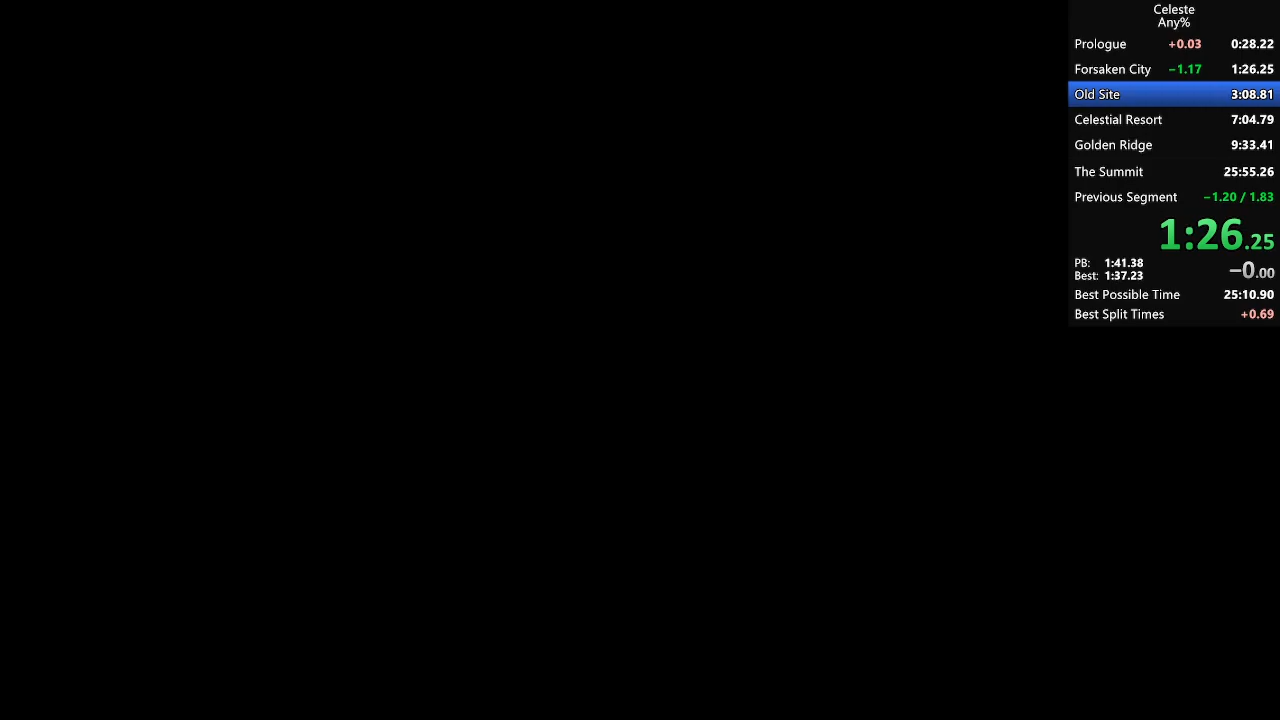 Celeste
Any%
Prologue +0.03 0:28.22
Forsaken City −1.17 1:26.25
Old Site 3:08.81
Celestial Resort 7:04.79
Golden Ridge 9:33.41
The Summit 25:55.26
Previous Segment −1.20 / 1.83
1:26.25
PB: 1:41.38 −0.00
Best: 1:37.23
Best Possible Time 25:10.90
Best Split Times +0.69